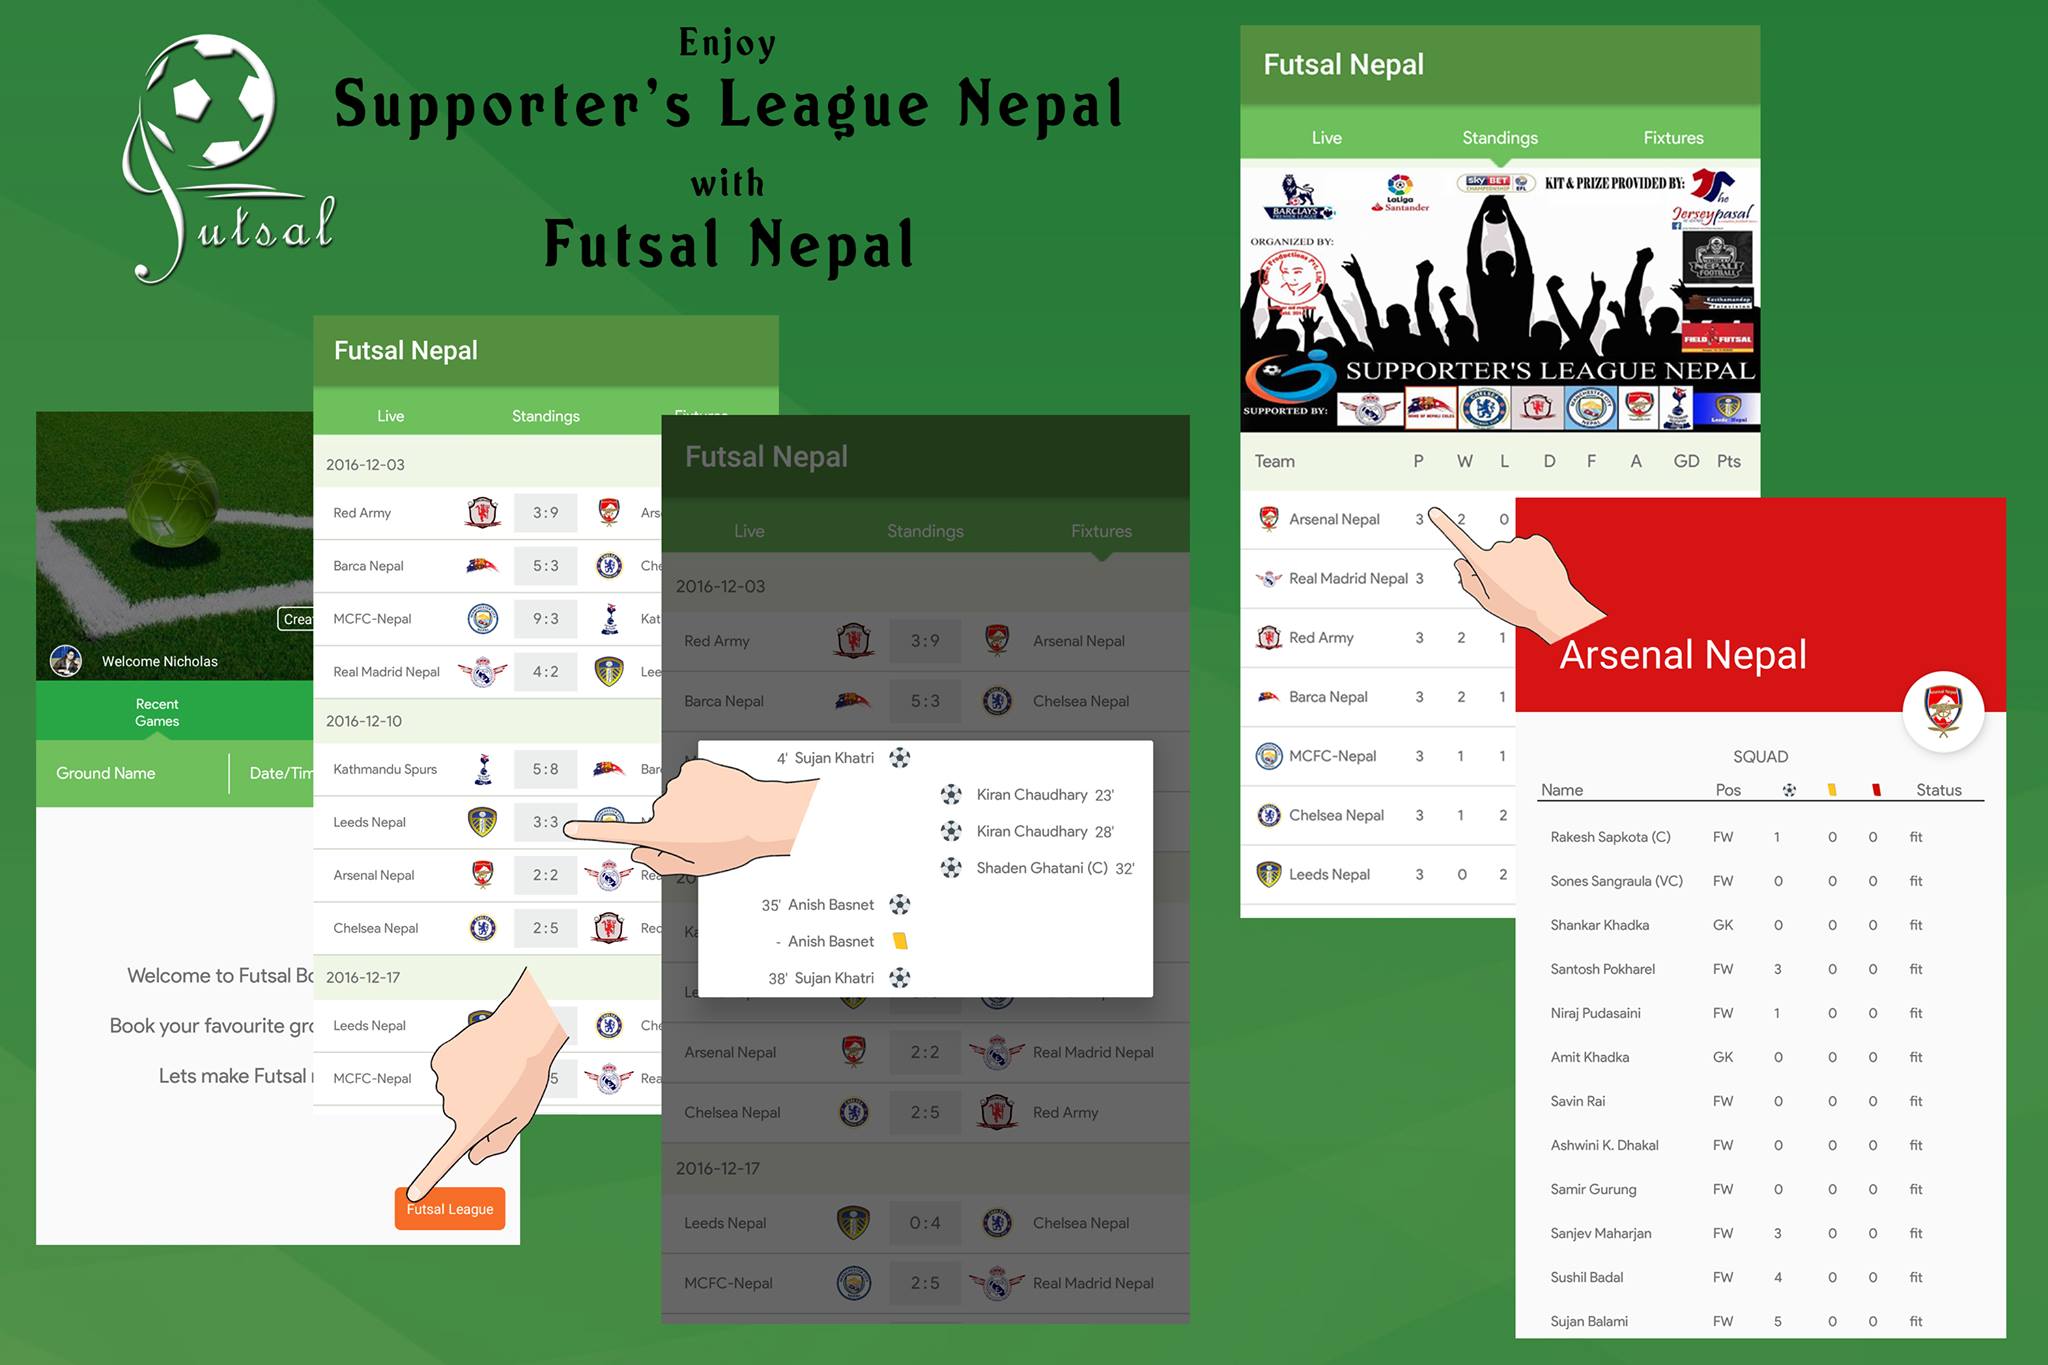 Enjoy
Supporter's League Nepal
with
Futsal Nepal
Futsal
Welcome Nicholas
Recent
Games
Ground Name
Welcome to Futsal
Book your favourite
Lets make Futsal
Futsal League
Futsal Nepal
Live Standings Fixtures
2016-12-03
Red Army 3:9
Barca Nepal 5:3
MCFC-Nepal 9:3
Real Madrid Nepal 4:2
2016-12-10
Kathmandu Spurs 5:8
Leeds Nepal 3:3
Arsenal Nepal 2:2
Chelsea Nepal 2:5
2016-12-17
Leeds Nepal
MCFC-Nepal 5
Futsal Nepal
Live Standings Fixtures
2016-12-03
Red Army 3:9 Arsenal Nepal
Barca Nepal 5:3 Chelsea Nepal
4' Sujan Khatri
Kiran Chaudhary 23'
Kiran Chaudhary 28'
Shaden Ghatani (C) 32'
35' Anish Basnet
- Anish Basnet
38' Sujan Khatri
Arsenal Nepal 2:2 Real Madrid Nepal
Chelsea Nepal 2:5 Red Army
2016-12-17
Leeds Nepal 0:4 Chelsea Nepal
MCFC-Nepal 2:5 Real Madrid Nepal
Futsal Nepal
Live Standings Fixtures
BARCLAYS
LaLiga
Santander
sky BET
CHAMPIONSHIP EFL
KIT & PRIZE PROVIDED BY:
the
Jerseypasal
ORGANIZED BY:
NEPALI
FOOTBALL
FIELD FUTSAL
SUPPORTER'S LEAGUE NEPAL
SUPPORTED BY:
Team P W L D F A GD Pts
Arsenal Nepal 3 2 0
Real Madrid Nepal 3
Red Army 3 2 1
Barca Nepal 3 2 1
MCFC-Nepal 3 1 1
Chelsea Nepal 3 1 2
Leeds Nepal 3 0 2
Arsenal Nepal
SQUAD
Name Pos Status
Rakesh Sapkota (C) FW 1 0 0 fit
Sones Sangraula (VC) FW 0 0 0 fit
Shankar Khadka GK 0 0 0 fit
Santosh Pokharel FW 3 0 0 fit
Niraj Pudasaini FW 1 0 0 fit
Amit Khadka GK 0 0 0 fit
Savin Rai FW 0 0 0 fit
Ashwini K. Dhakal FW 0 0 0 fit
Samir Gurung FW 0 0 0 fit
Sanjev Maharjan FW 3 0 0 fit
Sushil Badal FW 4 0 0 fit
Sujan Balami FW 5 0 0 fit